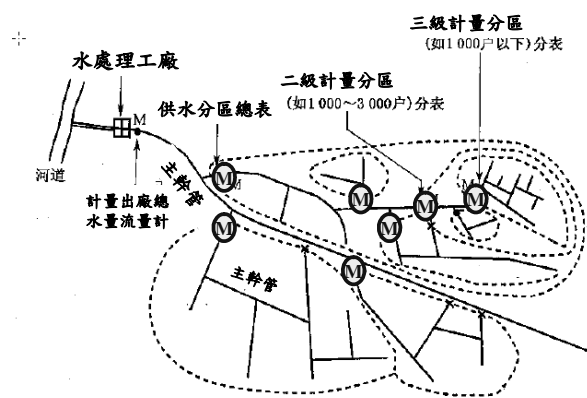 三級計量分區
(如1 000户以下)分表
水處理工廠
二級計量分區
(如1 000～3 000户)分表
供水分區總表
M
河道
計量出廠總
水量流量計
主幹管
M
M
M
M
M
M
M
M
M
主幹管
M